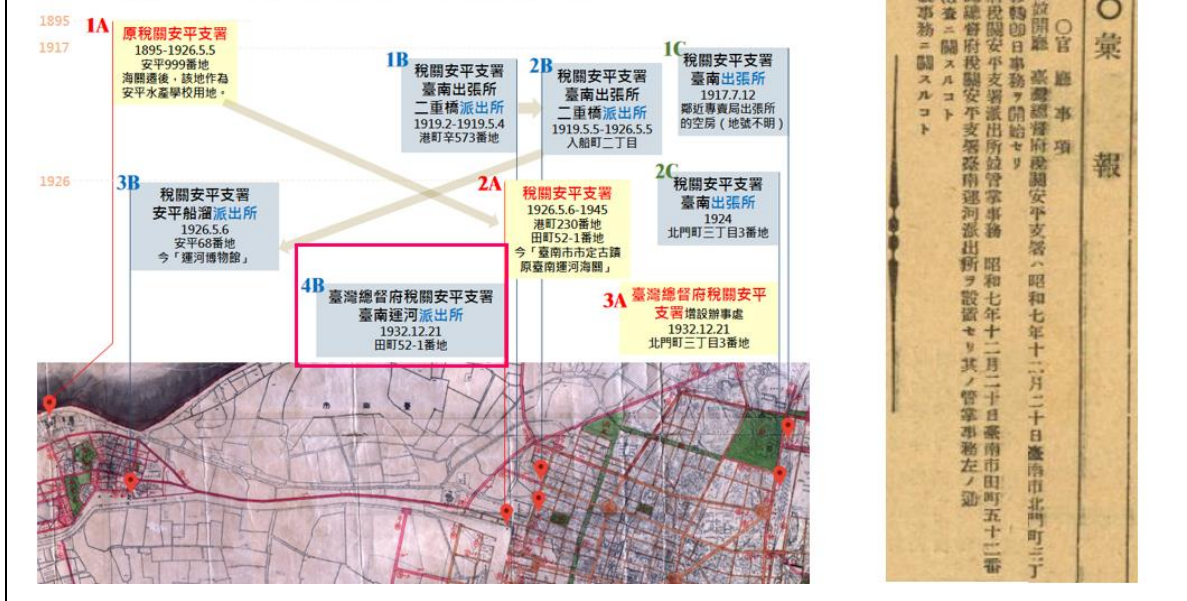 1895
1917
1926
1A
原稅關安平支署
1895-1926.5.5
安平999番地
海關遷後，該地作為
安平水產學校用地。
1B
稅關安平支署
臺南出張所
二重橋派出所
1919.2-1919.5.4
港町辛573番地
2B
稅關安平支署
臺南出張所
二重橋派出所
1919.5.5-1926.5.5
入船町二丁目
1C
稅關安平支署
臺南出張所
1917.7.12
鄰近專賣局出張所
的空房（地號不明）
3B
稅關安平支署
安平船溜派出所
1926.5.6
安平68番地
今「運河博物館」
2A
稅關安平支署
1926.5.6-1945
港町230番地
田町52-1番地
今「臺南市市定古蹟
原臺南運河海關」
2C
稅關安平支署
臺南出張所
1924
北門町三丁目3番地
4B
臺灣總督府稅關安平支署
臺南運河派出所
1932.12.21
田町52-1番地
3A
臺灣總督府稅關安平
支署增設辦事處
1932.12.21
北門町三丁目3番地
市南臺
○彙報
○官廳事項
竝開廳 臺灣總督府稅關安平支署ハ昭和七年十二月二十日臺南市北門町三丁
轉卽日事務ヲ開始セリ
府稅關安平支署派出所竝管掌事務 昭和七年十二月二十日臺南市田町五十二番
總督府稅關安平支署臺南運河派出所ヲ設置セリ其ノ管掌事務左ノ通
查ニ關スルコト
事務ニ關スルコト